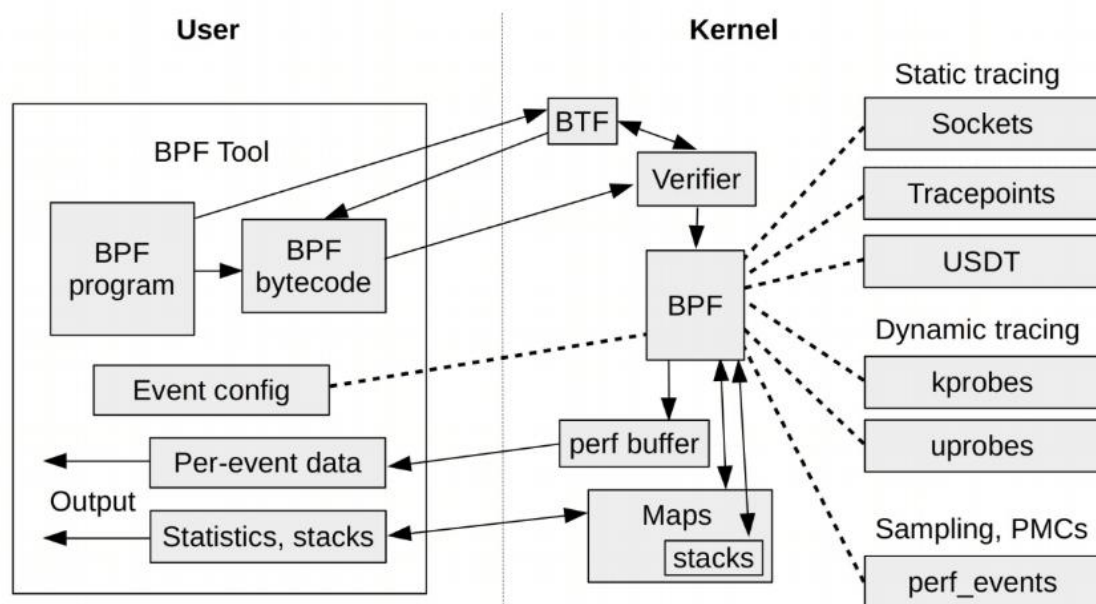 User
Kernel
BPF Tool
BPF
program
BPF
bytecode
Event config
Per-event data
Output
Statistics, stacks
BTF
Verifier
BPF
perf buffer
Maps
stacks
Static tracing
Sockets
Tracepoints
USDT
Dynamic tracing
kprobes
uprobes
Sampling, PMCs
perf_events